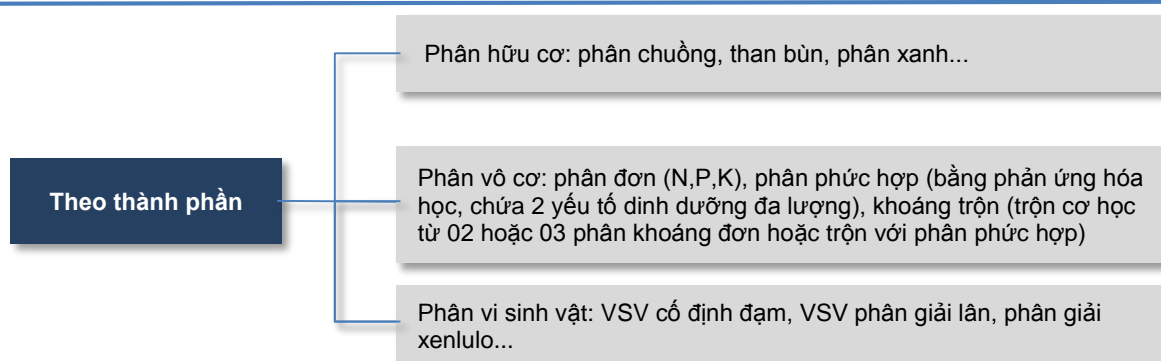 Phân hữu cơ: phân chuồng, than bùn, phân xanh...
Theo thành phần
Phân vô cơ: phân đơn (N,P,K), phân phức hợp (bằng phản ứng hóa
học, chứa 2 yếu tố dinh dưỡng đa lượng), khoáng trộn (trộn cơ học
từ 02 hoặc 03 phân khoáng đơn hoặc trộn với phân phức hợp)
Phân vi sinh vật: VSV cố định đạm, VSV phân giải lân, phân giải
xenlulo...